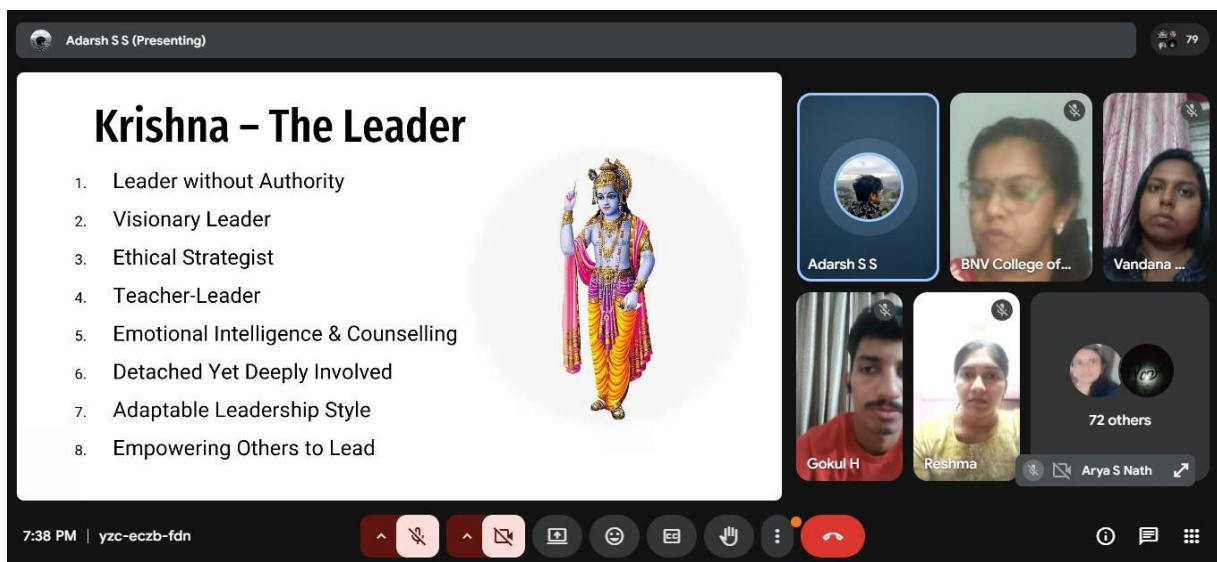 Adarsh S S (Presenting)
79
Krishna – The Leader
1. Leader without Authority
2. Visionary Leader
3. Ethical Strategist
4. Teacher-Leader
5. Emotional Intelligence & Counselling
6. Detached Yet Deeply Involved
7. Adaptable Leadership Style
8. Empowering Others to Lead
Adarsh S S
BNV College of...
Vandana ...
Gokul H
Reshma
72 others
Arya S Nath
7:38 PM | yzc-eczb-fdn